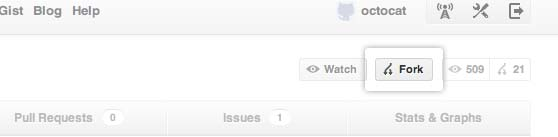 Gist Blog Help octocat
Watch Fork 509 21
Pull Requests 0 Issues 1 Stats & Graphs